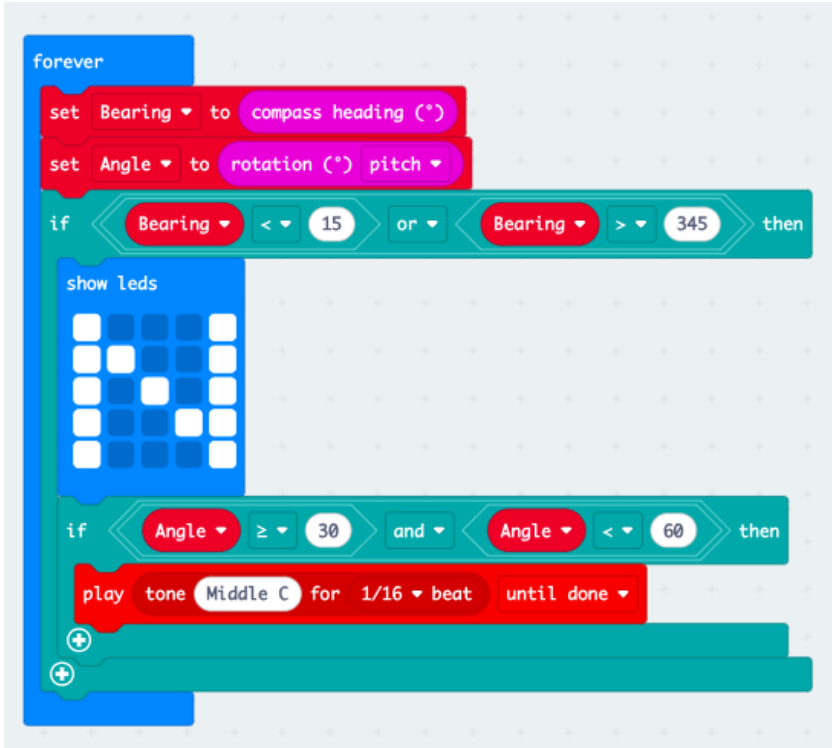 forever
set Bearing to compass heading (°)
set Angle to rotation (°) pitch
if Bearing < 15 or Bearing > 345 then
show leds
if Angle ≥ 30 and Angle < 60 then
play tone Middle C for 1/16 beat until done